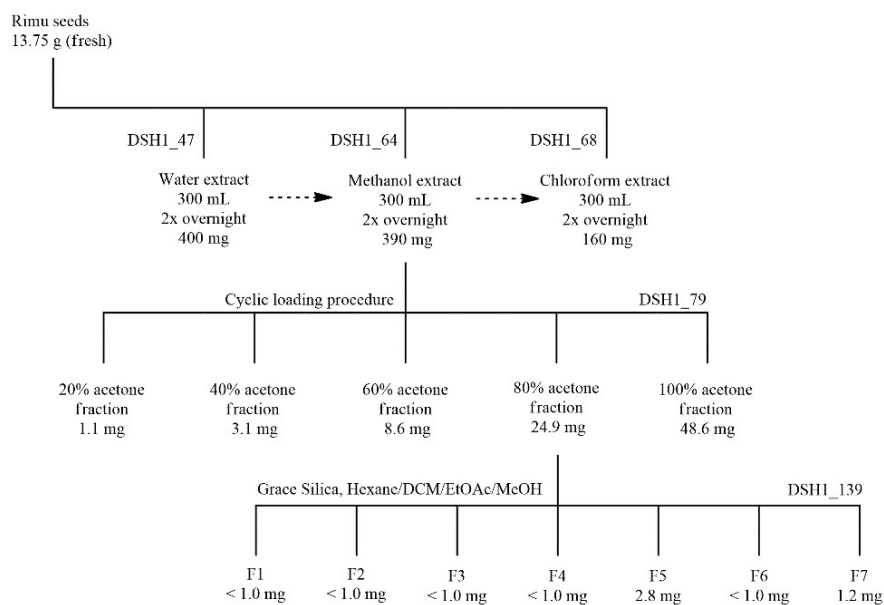 Rimu seeds
13.75 g (fresh)
DSH1_47
DSH1_64
DSH1_68
Water extract
300 mL
2x overnight
400 mg
Methanol extract
300 mL
2x overnight
390 mg
Chloroform extract
300 mL
2x overnight
160 mg
Cyclic loading procedure
DSH1_79
20% acetone
fraction
1.1 mg
40% acetone
fraction
3.1 mg
60% acetone
fraction
8.6 mg
80% acetone
fraction
24.9 mg
100% acetone
fraction
48.6 mg
Grace Silica, Hexane/DCM/EtOAc/MeOH
DSH1_139
F1
< 1.0 mg
F2
< 1.0 mg
F3
< 1.0 mg
F4
< 1.0 mg
F5
2.8 mg
F6
< 1.0 mg
F7
1.2 mg